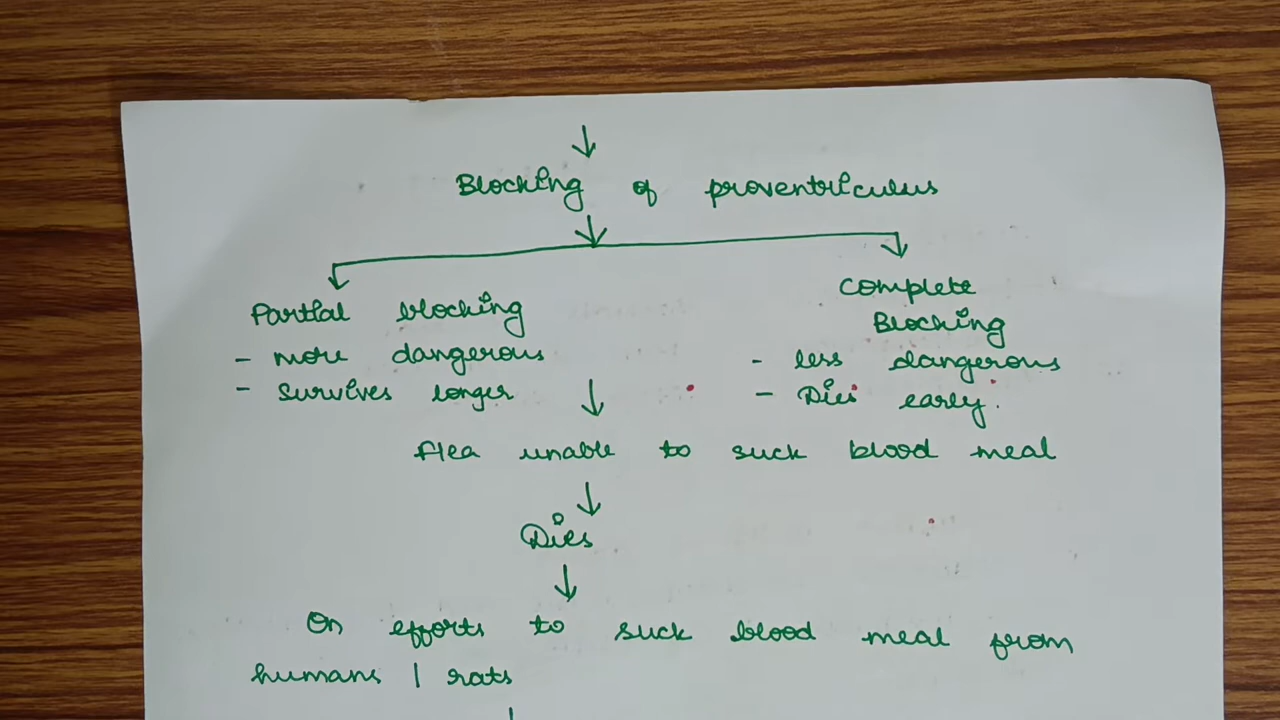 Blocking of proventriculus
Partial blocking
- more dangerous
- survives longer
complete
Blocking
- less dangerous
- Dies early.
flea unable to suck blood meal
Dies
On efforts to suck blood meal from
humans | rats